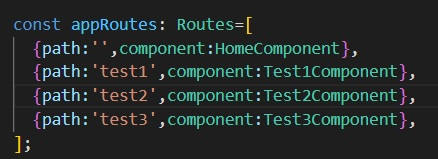 const appRoutes: Routes=[
{path:'',component:HomeComponent},
{path:'test1',component:Test1Component},
{path:'test2',component:Test2Component},
{path:'test3',component:Test3Component},
];